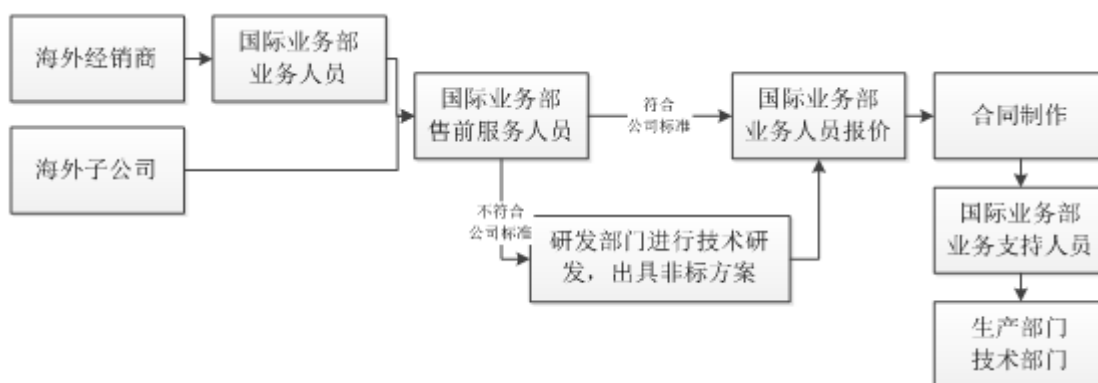 海外经销商
国际业务部
业务人员
海外子公司
国际业务部
售前服务人员
符合
公司标准
国际业务部
业务人员报价
合同制作
不符合
公司标准
研发部门进行技术研
发，出具非标方案
国际业务部
业务支持人员
生产部门
技术部门